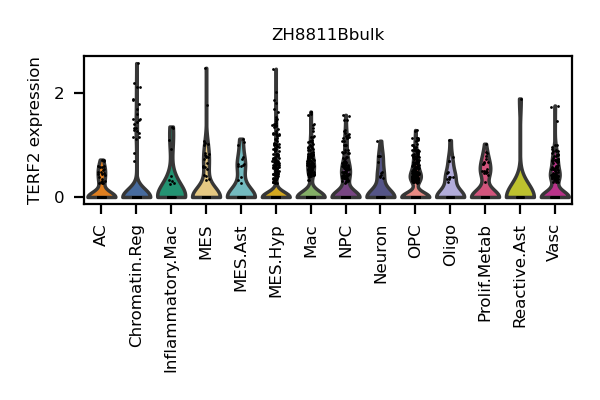 ZH8811Bbulk
TERF2 expression
2
0
AC
Chromatin.Reg
Inflammatory.Mac
MES
MES.Ast
MES.Hyp
Mac
NPC
Neuron
OPC
Oligo
Prolif.Metab
Reactive.Ast
Vasc